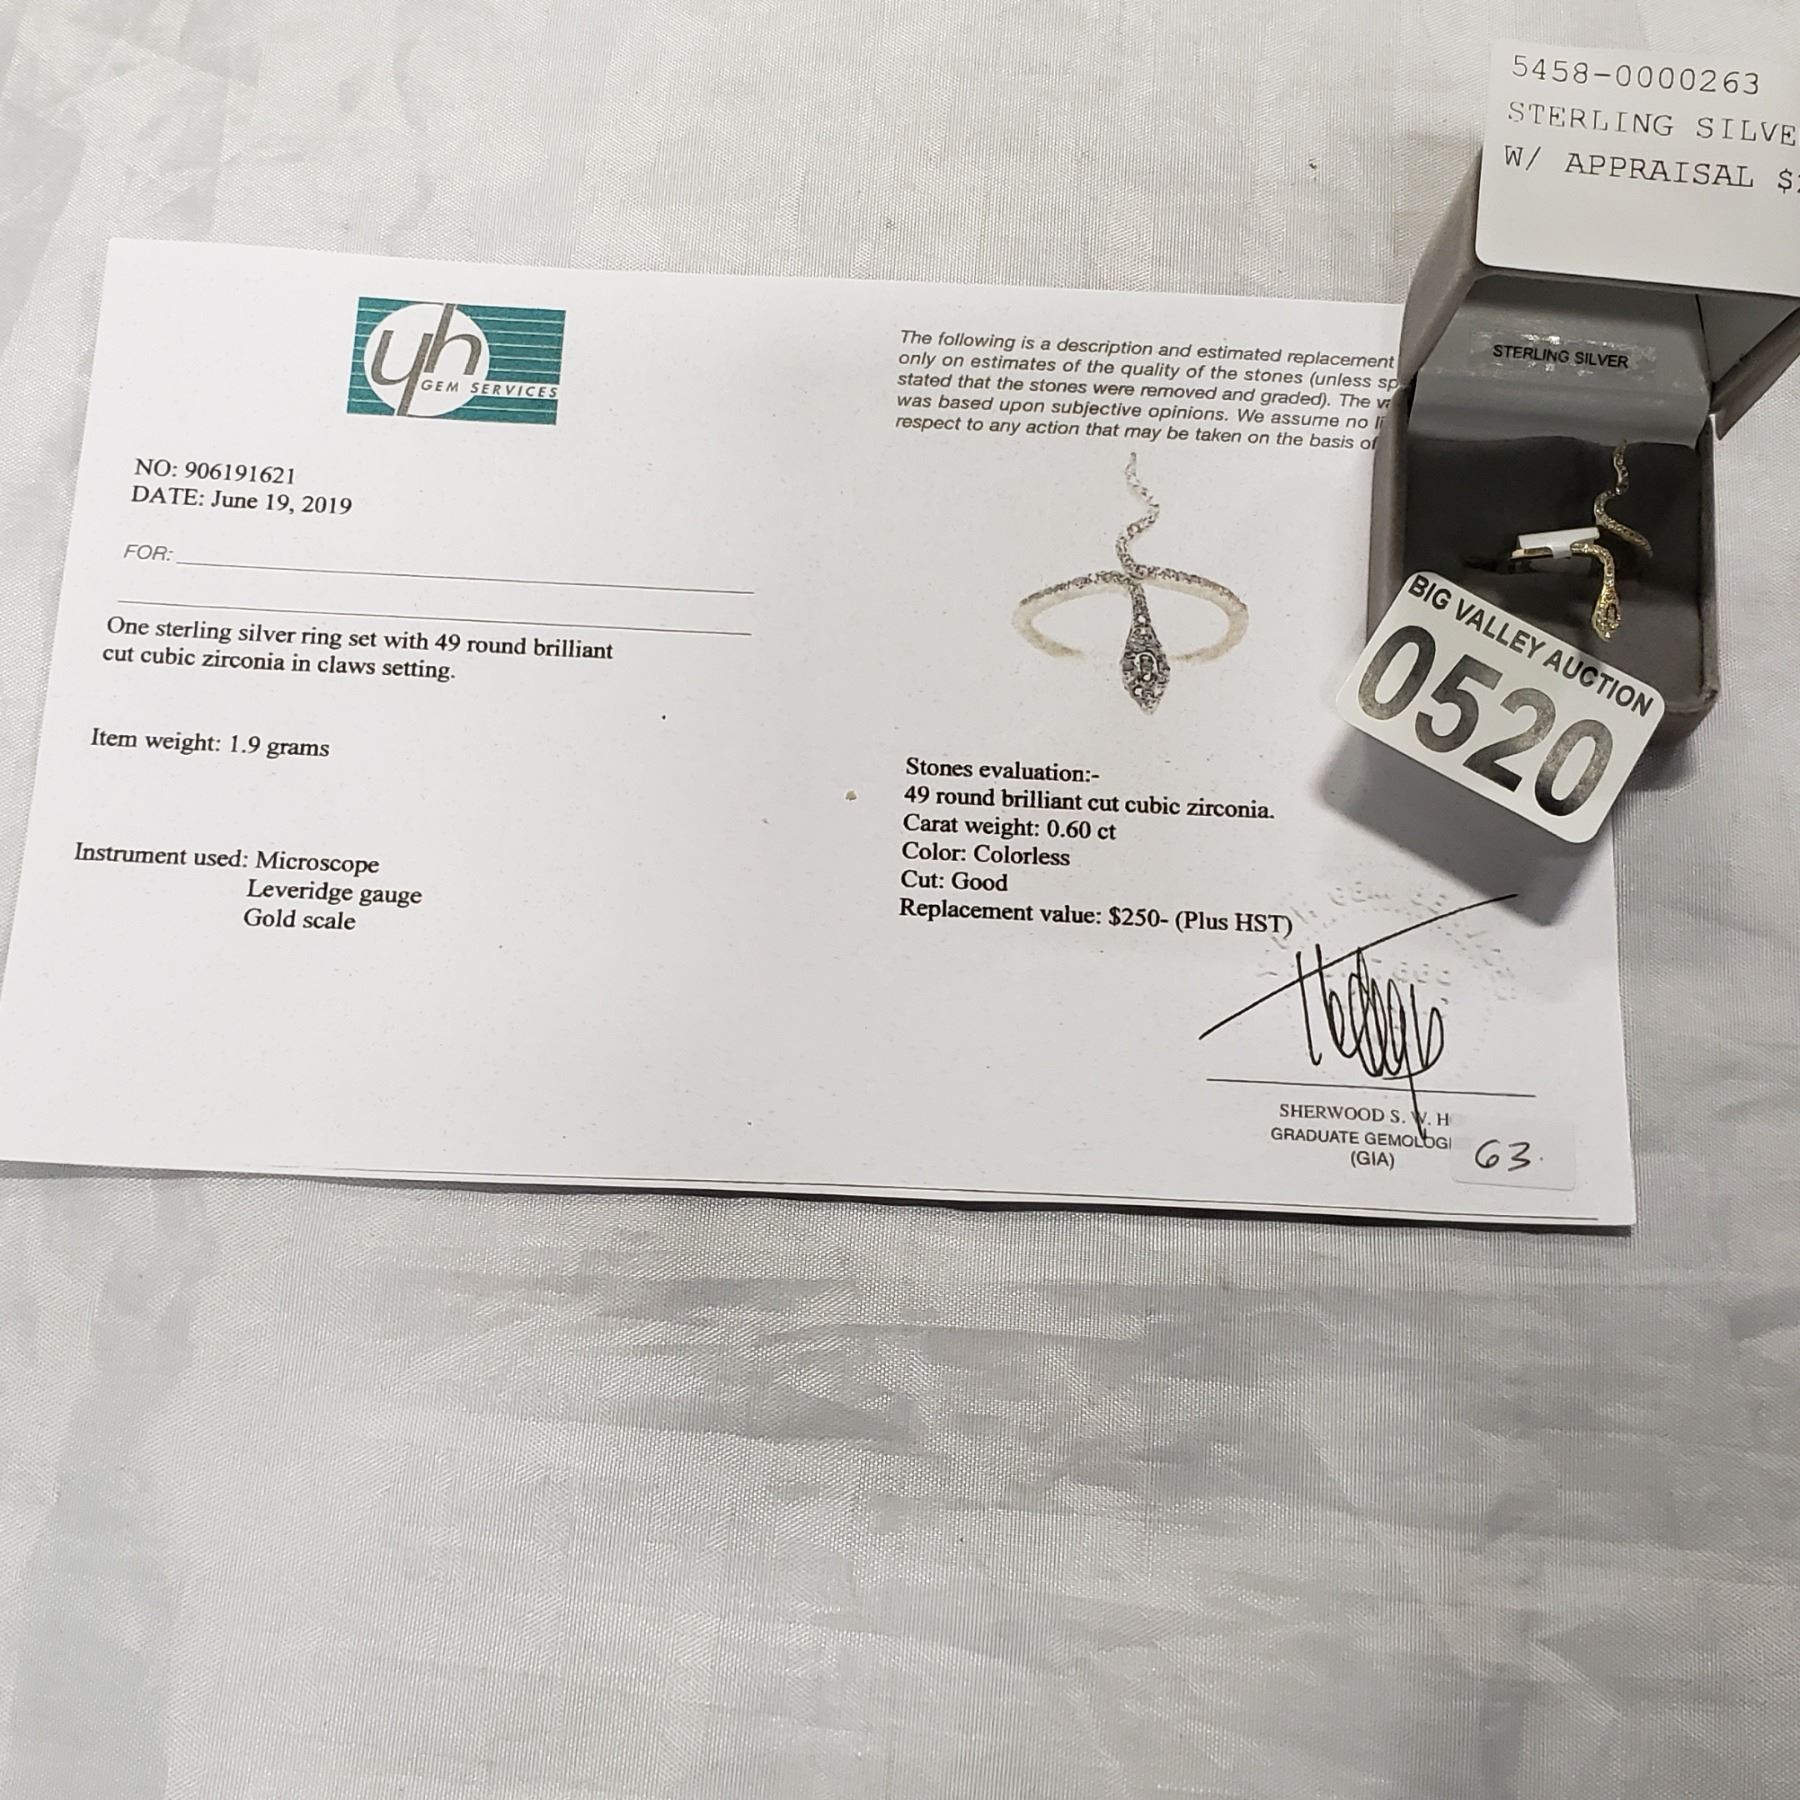 yh
GEM SERVICES
NO: 906191621
DATE: June 19, 2019
FOR:
One sterling silver ring set with 49 round brilliant
cut cubic zirconia in claws setting.
Item weight: 1.9 grams
Instrument used: Microscope
Leveridge gauge
Gold scale
The following is a description and estimated replacement
only on estimates of the quality of the stones (unless sp
stated that the stones were removed and graded). The
was based upon subjective opinions. We assume no
respect to any action that may be taken on the basis of
Stones evaluation:-
49 round brilliant cut cubic zirconia.
Carat weight: 0.60 ct
Color: Colorless
Cut: Good
Replacement value: $250- (Plus HST)
SHERWOOD S. W. H
GRADUATE GEMOLOGI
(GIA)
63.
5458-0000263
STERLING SILVE
W/ APPRAISAL $
STERLING SILVER
BIG VALLEY AUCTION
0520